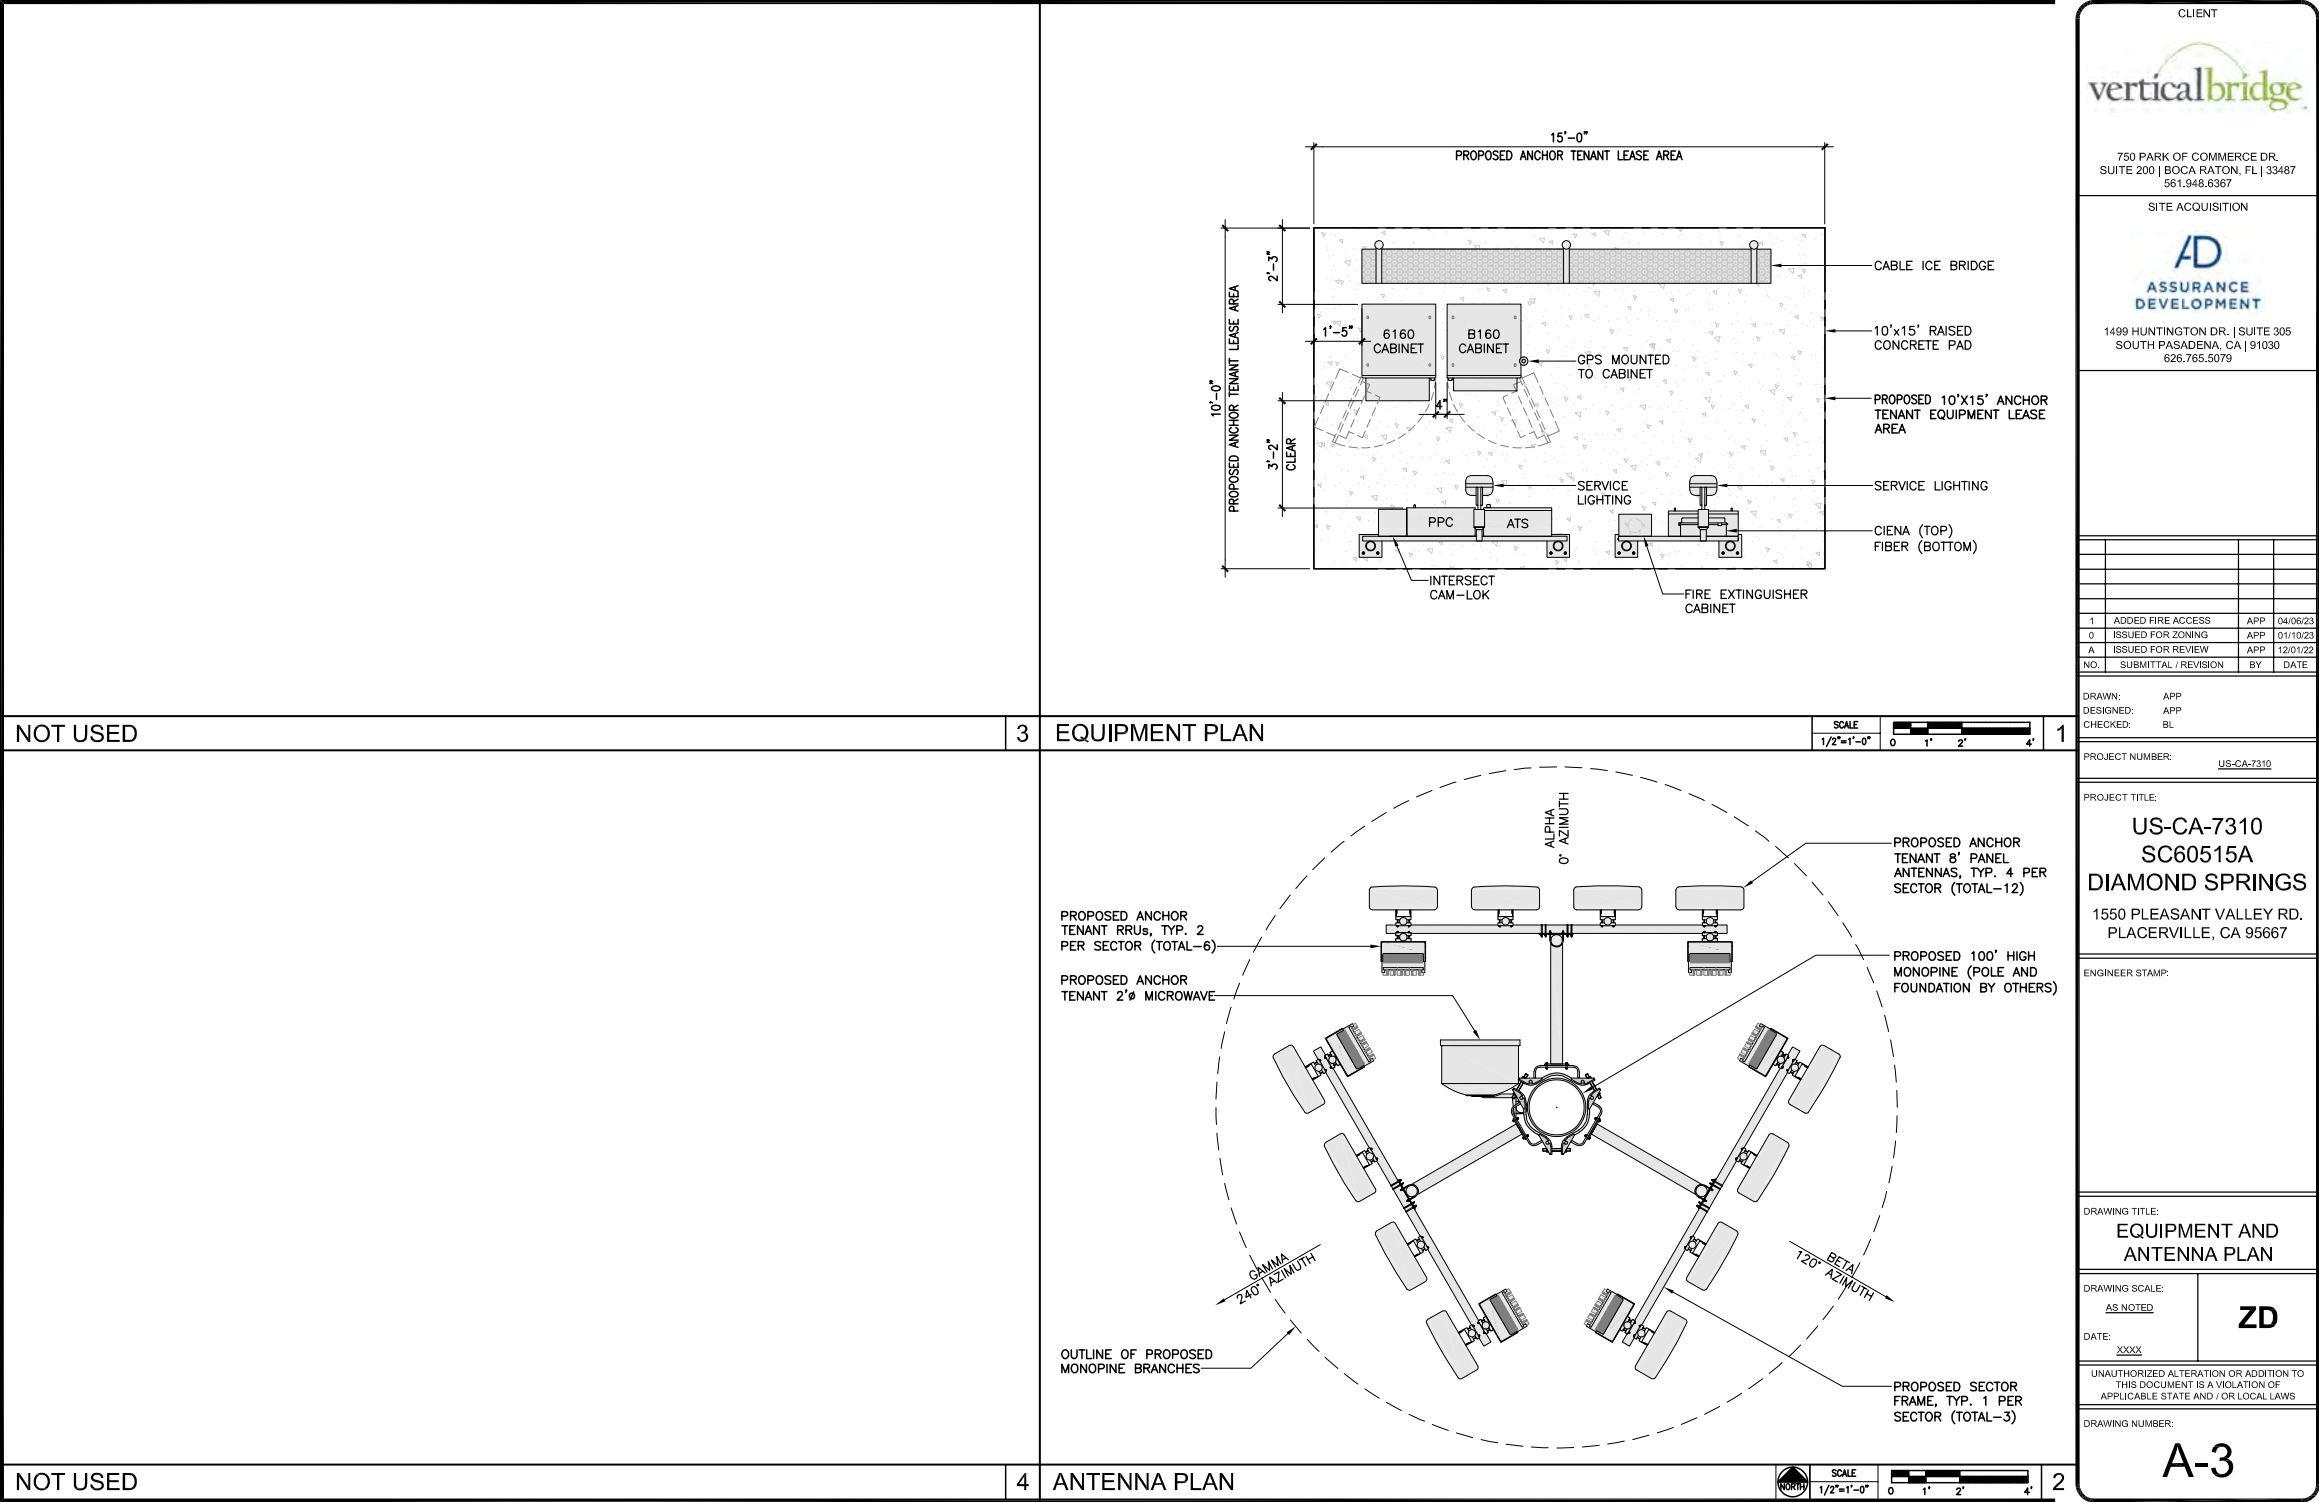 15'-0"
PROPOSED ANCHOR TENANT LEASE AREA
10'-0"
PROPOSED ANCHOR TENANT LEASE AREA
2'-3"
1'-5"
6160
CABINET
B160
CABINET
GPS MOUNTED
TO CABINET
4"
3'-2"
CLEAR
CABLE ICE BRIDGE
10'x15' RAISED
CONCRETE PAD
PROPOSED 10'X15' ANCHOR
TENANT EQUIPMENT LEASE
AREA
SERVICE
LIGHTING
SERVICE LIGHTING
PPC
ATS
CIENA (TOP)
FIBER (BOTTOM)
INTERSECT
CAM-LOK
FIRE EXTINGUISHER
CABINET
NOT USED
3
EQUIPMENT PLAN
SCALE
1/2"=1'-0"
0 1' 2' 4'
1
ALPHA
0° AZIMUTH
PROPOSED ANCHOR
TENANT 8' PANEL
ANTENNAS, TYP. 4 PER
SECTOR (TOTAL-12)
PROPOSED ANCHOR
TENANT RRUs, TYP. 2
PER SECTOR (TOTAL-6)
PROPOSED ANCHOR
TENANT 2'ø MICROWAVE
PROPOSED 100' HIGH
MONOPINE (POLE AND
FOUNDATION BY OTHERS)
GAMMA
240° AZIMUTH
BETA
120° AZIMUTH
OUTLINE OF PROPOSED
MONOPINE BRANCHES
PROPOSED SECTOR
FRAME, TYP. 1 PER
SECTOR (TOTAL-3)
NOT USED
4
ANTENNA PLAN
NORTH
SCALE
1/2"=1'-0"
0 1' 2' 4'
2
CLIENT
verticalbridge
750 PARK OF COMMERCE DR.
SUITE 200 | BOCA RATON, FL | 33487
561.948.6367
SITE ACQUISITION
AD
ASSURANCE
DEVELOPMENT
1499 HUNTINGTON DR. | SUITE 305
SOUTH PASADENA, CA | 91030
626.765.5079
1 ADDED FIRE ACCESS APP 04/06/23
0 ISSUED FOR ZONING APP 01/10/23
A ISSUED FOR REVIEW APP 12/01/22
NO. SUBMITTAL / REVISION BY DATE
DRAWN: APP
DESIGNED: APP
CHECKED: BL
PROJECT NUMBER: US-CA-7310
PROJECT TITLE:
US-CA-7310
SC60515A
DIAMOND SPRINGS
1550 PLEASANT VALLEY RD.
PLACERVILLE, CA 95667
ENGINEER STAMP:
DRAWING TITLE:
EQUIPMENT AND
ANTENNA PLAN
DRAWING SCALE:
AS NOTED
ZD
DATE:
XXXX
UNAUTHORIZED ALTERATION OR ADDITION TO
THIS DOCUMENT IS A VIOLATION OF
APPLICABLE STATE AND / OR LOCAL LAWS
DRAWING NUMBER:
A-3